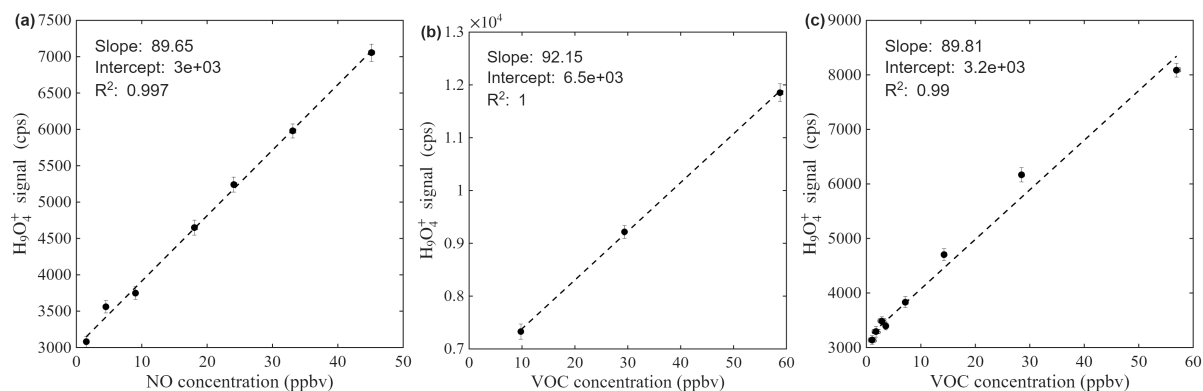 (a)
Slope: 89.65
Intercept: 3e+03
R²: 0.997
7500
7000
6500
6000
5500
5000
4500
4000
3500
3000
H₉O₄⁺ signal (cps)
0 10 20 30 40 50
NO concentration (ppbv)
(b)
×10⁴
Slope: 92.15
Intercept: 6.5e+03
R²: 1
1.3
1.2
1.1
1
0.9
0.8
0.7
H₉O₄⁺ signal (cps)
0 10 20 30 40 50 60
VOC concentration (ppbv)
(c)
Slope: 89.81
Intercept: 3.2e+03
R²: 0.99
9000
8000
7000
6000
5000
4000
3000
H₉O₄⁺ signal (cps)
0 10 20 30 40 50 60
VOC concentration (ppbv)